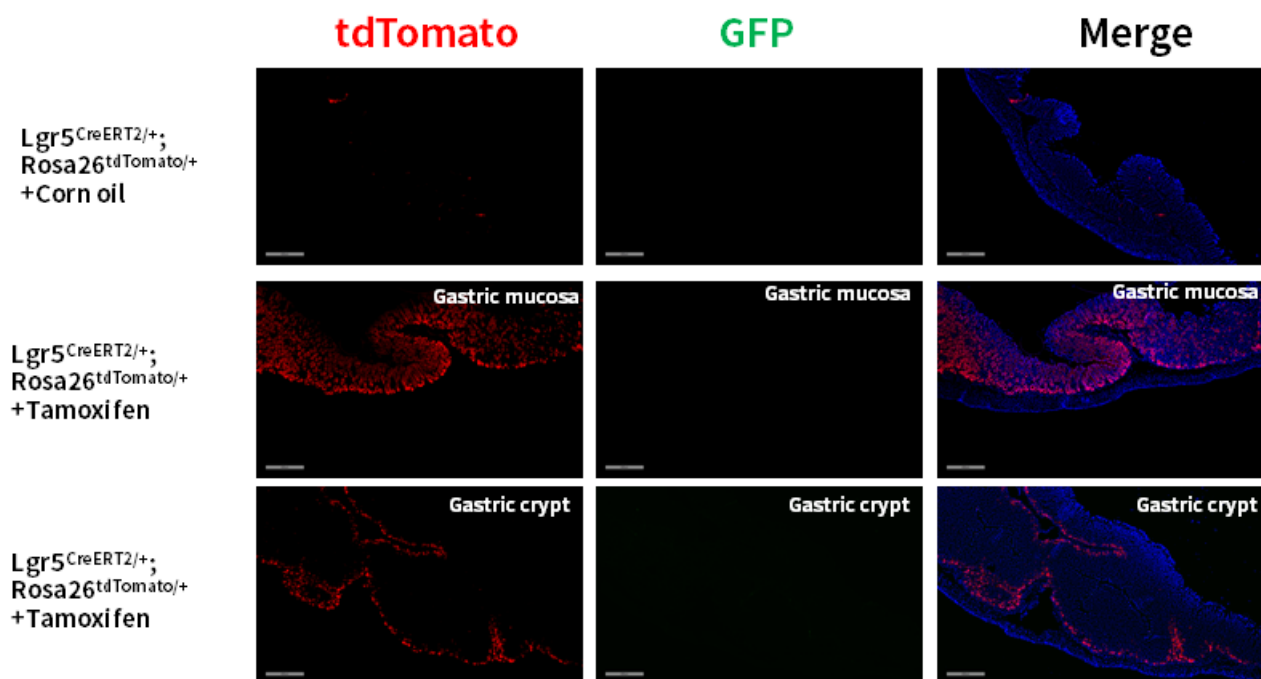 tdTomato GFP Merge
Lgr5CreERT2/+;
Rosa26tdTomato/+
+Corn oil
Gastric mucosa Gastric mucosa Gastric mucosa
Lgr5CreERT2/+;
Rosa26tdTomato/+
+Tamoxifen
Gastric crypt Gastric crypt Gastric crypt
Lgr5CreERT2/+;
Rosa26tdTomato/+
+Tamoxifen